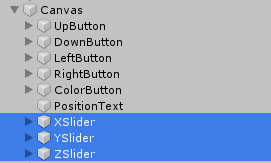 Canvas
UpButton
DownButton
LeftButton
RightButton
ColorButton
PositionText
XSlider
YSlider
ZSlider